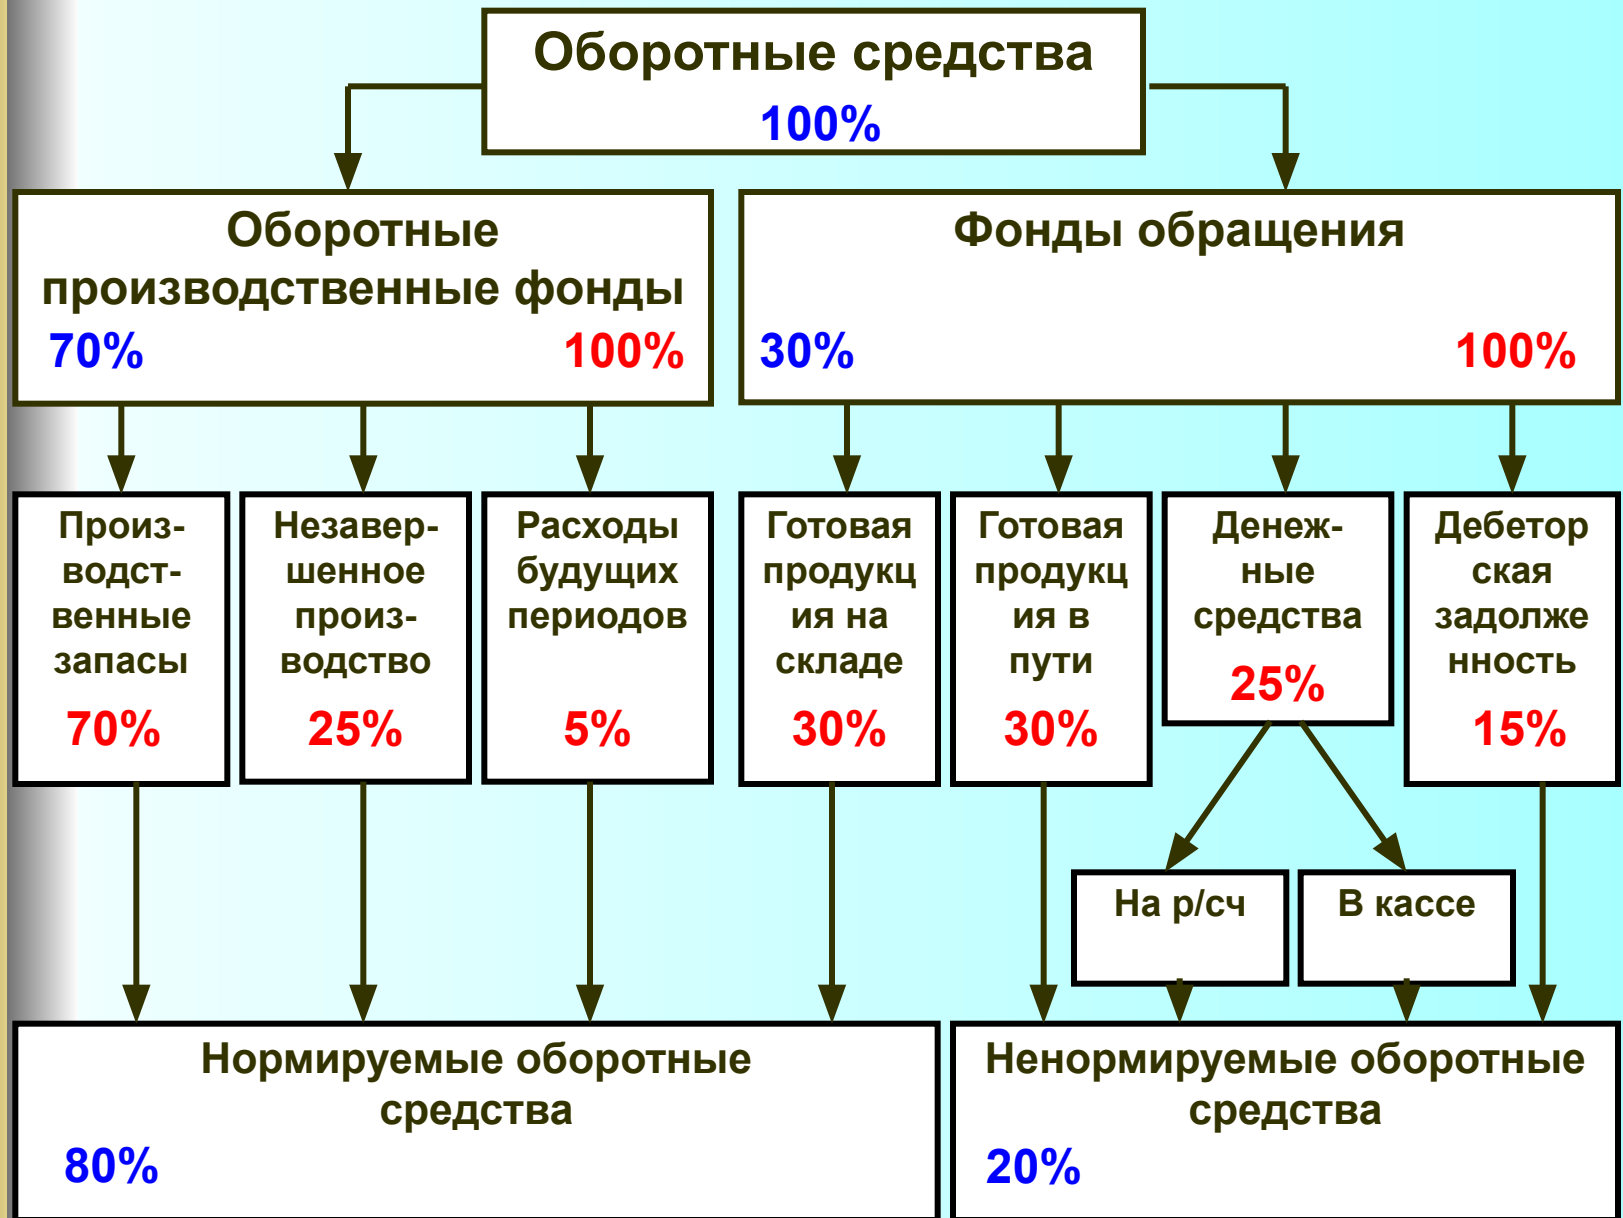 Оборотные средства
100%
Оборотные
производственные фонды
70% 100%
Фонды обращения
30% 100%
Произ-
водст-
венные
запасы
70%
Незавер-
шенное
произ-
водство
25%
Расходы
будущих
периодов
5%
Готовая
продукц
ия на
складе
30%
Готовая
продукц
ия в
пути
30%
Денеж-
ные
средства
25%
Дебетор
ская
задолже
нность
15%
На р/сч
В кассе
Нормируемые оборотные
средства
80%
Ненормируемые оборотные
средства
20%